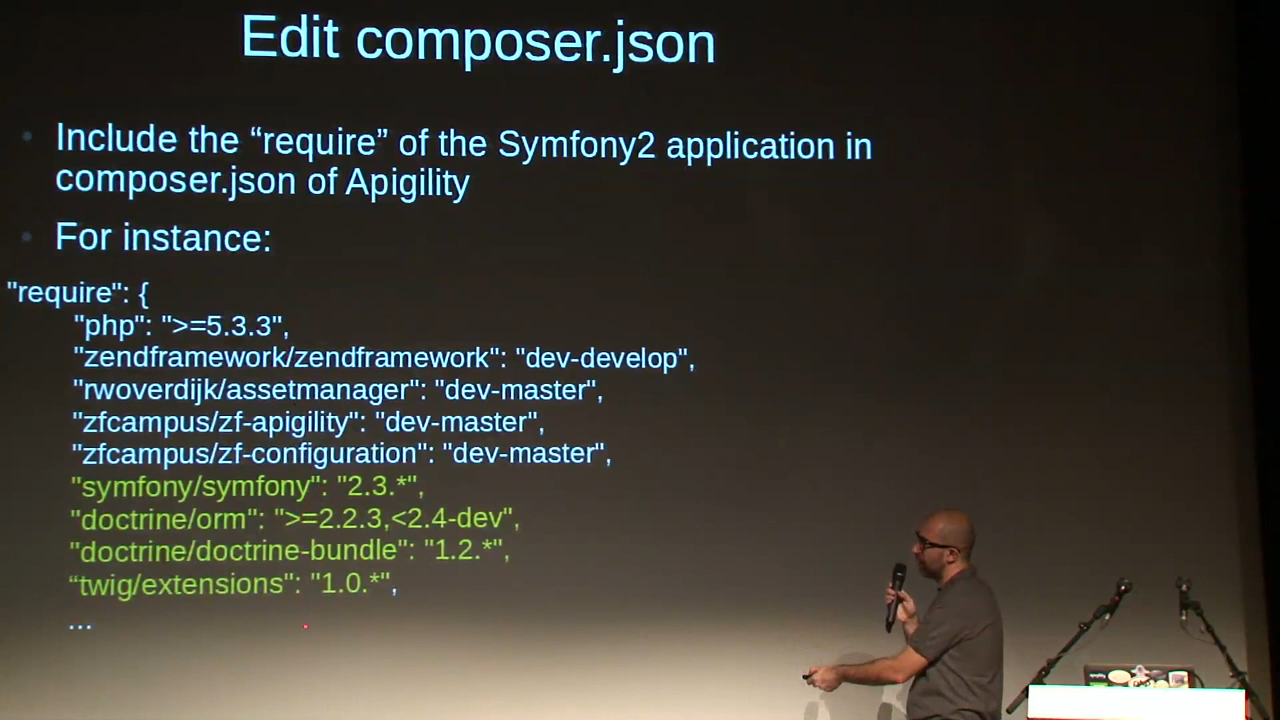 Edit composer.json
Include the “require” of the Symfony2 application in
composer.json of Apigility
For instance:
"require": {
"php": ">=5.3.3",
"zendframework/zendframework": "dev-develop",
"rwoverdijk/assetmanager": "dev-master",
"zfcampus/zf-apigility": "dev-master",
"zfcampus/zf-configuration": "dev-master",
"symfony/symfony": "2.3.*",
"doctrine/orm": ">=2.2.3,<2.4-dev",
"doctrine/doctrine-bundle": "1.2.*",
“twig/extensions": "1.0.*",
...